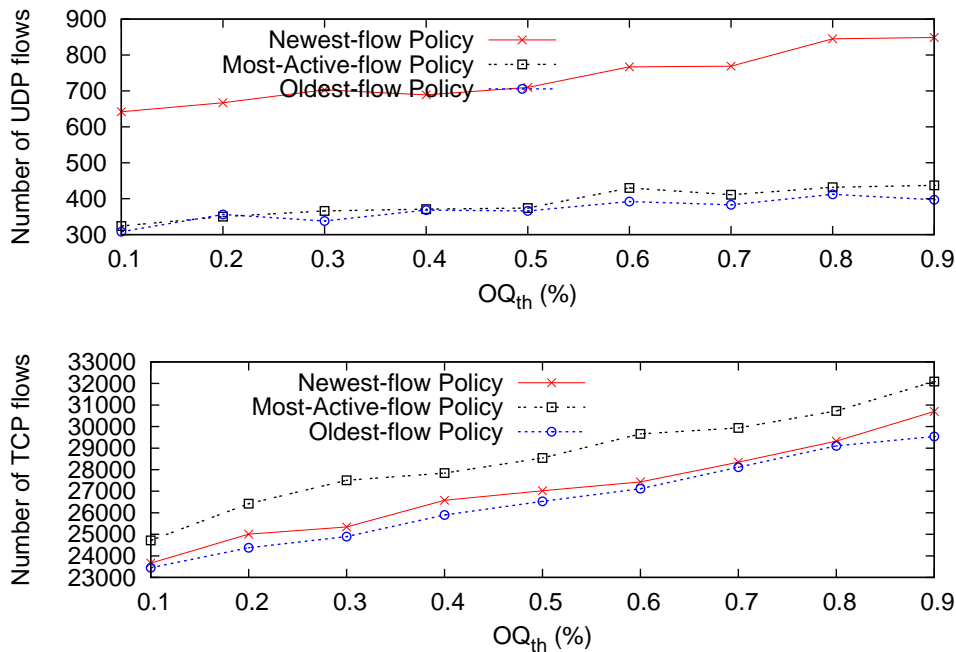 Number of UDP flows
900
800
700
600
500
400
300
Newest-flow Policy
Most-Active-flow Policy
Oldest-flow Policy
0.1 0.2 0.3 0.4 0.5 0.6 0.7 0.8 0.9
OQth (%)
Number of TCP flows
33000
32000
31000
30000
29000
28000
27000
26000
25000
24000
23000
Newest-flow Policy
Most-Active-flow Policy
Oldest-flow Policy
0.1 0.2 0.3 0.4 0.5 0.6 0.7 0.8 0.9
OQth (%)